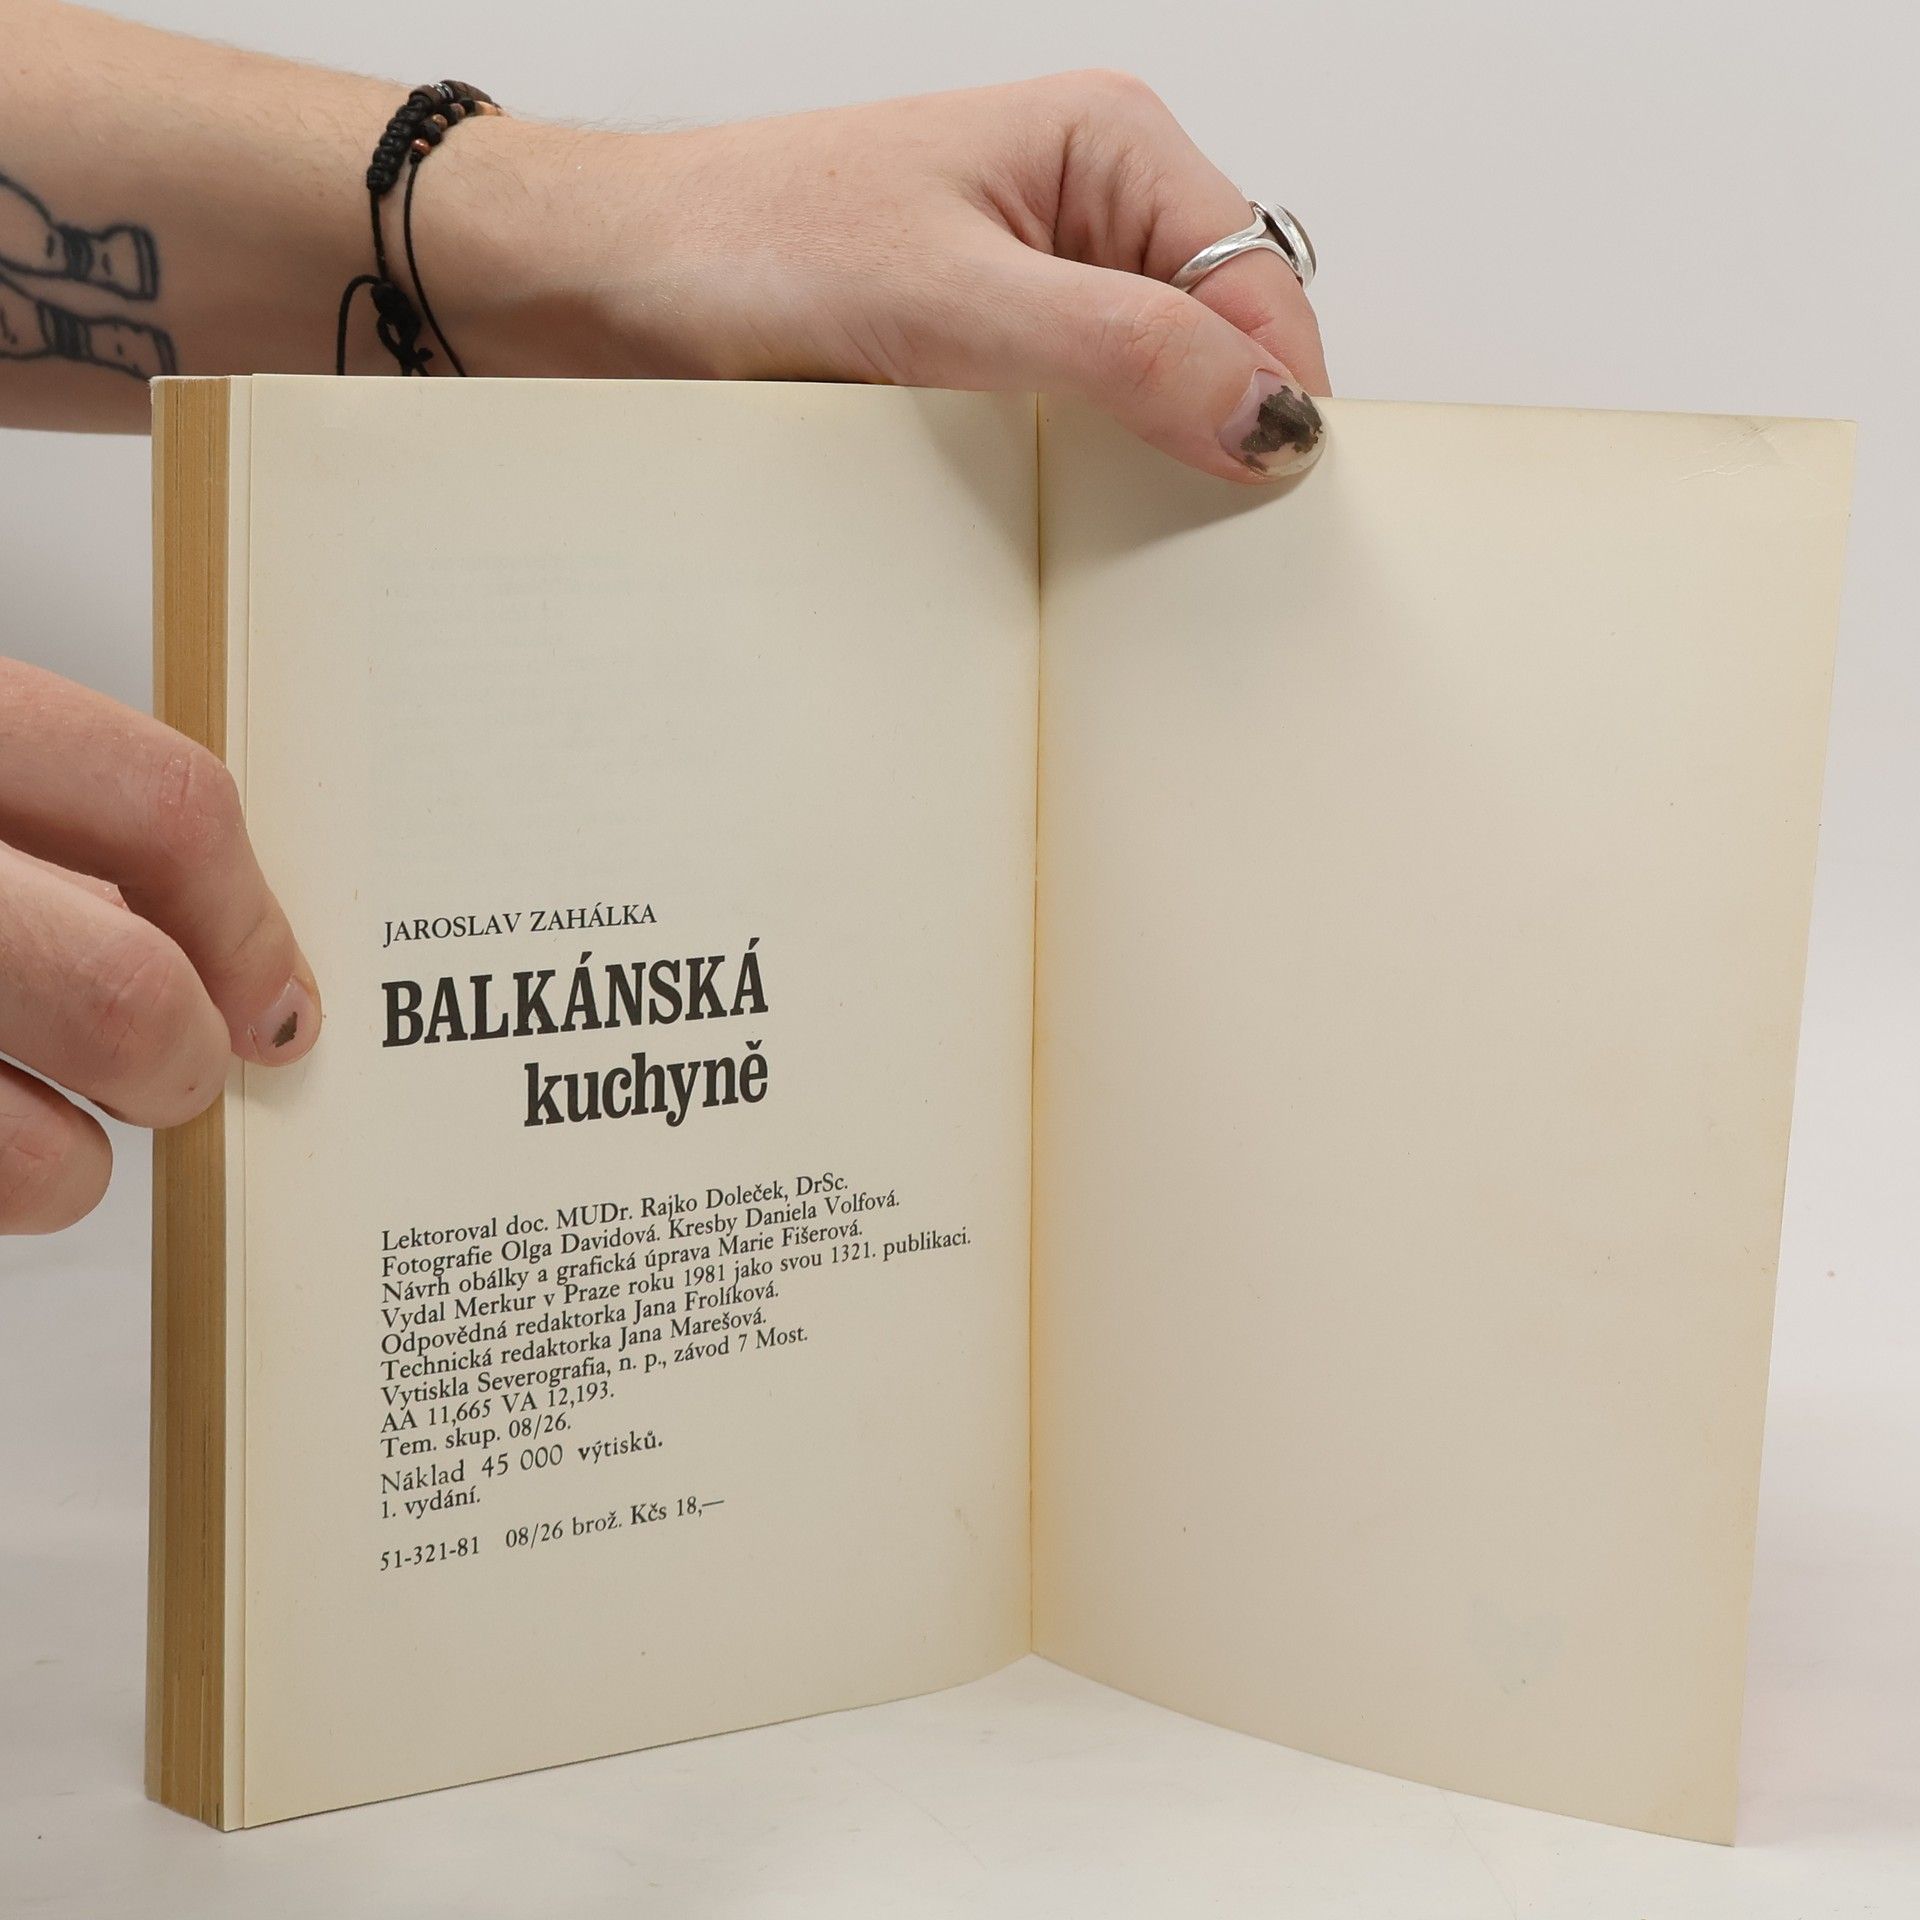 JAROSLAV ZAHÁLKA
BALKÁNSKÁ
kuchyně
Lektoroval doc. MUDr. Rajko Doleček, DrSc.
Fotografie Olga Davidová. Kresby Daniela Volfová.
Návrh obálky a grafická úprava Marie Fišerová.
Vydal Merkur v Praze roku 1981 jako svou 1321. publikaci.
Odpovědná redaktorka Jana Frolíková.
Technická redaktorka Jana Marešová.
Vytiskla Severografia, n. p., závod 7 Most.
AA 11,665 VA 12,193.
Tem. skup. 08/26.
Náklad 45 000 výtisků.
1. vydání.
51-321-81 08/26 brož. Kčs 18,—